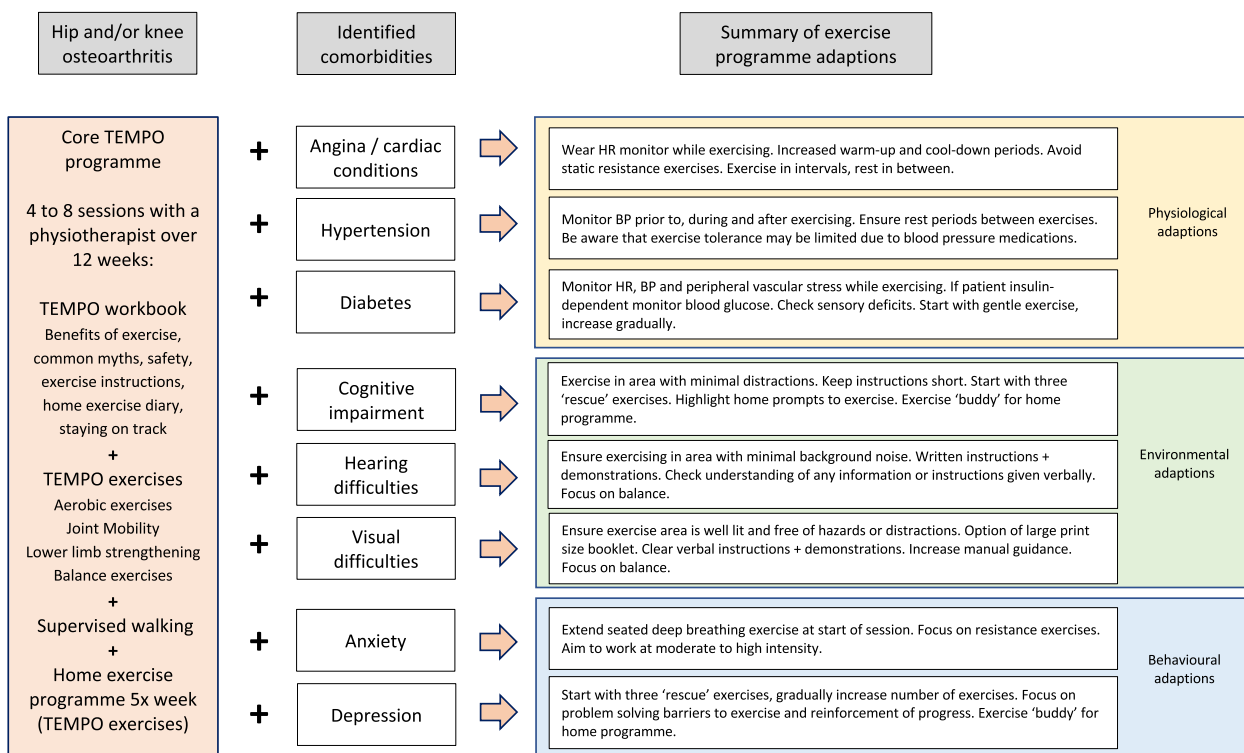 Hip and/or knee
osteoarthritis
Identified
comorbidities
Summary of exercise
programme adaptions
Core TEMPO
programme
4 to 8 sessions with a
physiotherapist over
12 weeks:
TEMPO workbook
Benefits of exercise,
common myths, safety,
exercise instructions,
home exercise diary,
staying on track
+
TEMPO exercises
Aerobic exercises
Joint Mobility
Lower limb strengthening
Balance exercises
+
Supervised walking
+
Home exercise
programme 5x week
(TEMPO exercises)
+
Angina / cardiac
conditions
Wear HR monitor while exercising. Increased warm-up and cool-down periods. Avoid
static resistance exercises. Exercise in intervals, rest in between.
+
Hypertension
Monitor BP prior to, during and after exercising. Ensure rest periods between exercises.
Be aware that exercise tolerance may be limited due to blood pressure medications.
+
Diabetes
Monitor HR, BP and peripheral vascular stress while exercising. If patient insulin-
dependent monitor blood glucose. Check sensory deficits. Start with gentle exercise,
increase gradually.
Physiological
adaptions
+
Cognitive
impairment
Exercise in area with minimal distractions. Keep instructions short. Start with three
‘rescue’ exercises. Highlight home prompts to exercise. Exercise ‘buddy’ for home
programme.
+
Hearing
difficulties
Ensure exercising in area with minimal background noise. Written instructions +
demonstrations. Check understanding of any information or instructions given verbally.
Focus on balance.
+
Visual
difficulties
Ensure exercise area is well lit and free of hazards or distractions. Option of large print
size booklet. Clear verbal instructions + demonstrations. Increase manual guidance.
Focus on balance.
Environmental
adaptions
+
Anxiety
Extend seated deep breathing exercise at start of session. Focus on resistance exercises.
Aim to work at moderate to high intensity.
+
Depression
Start with three ‘rescue’ exercises, gradually increase number of exercises. Focus on
problem solving barriers to exercise and reinforcement of progress. Exercise ‘buddy’ for
home programme.
Behavioural
adaptions